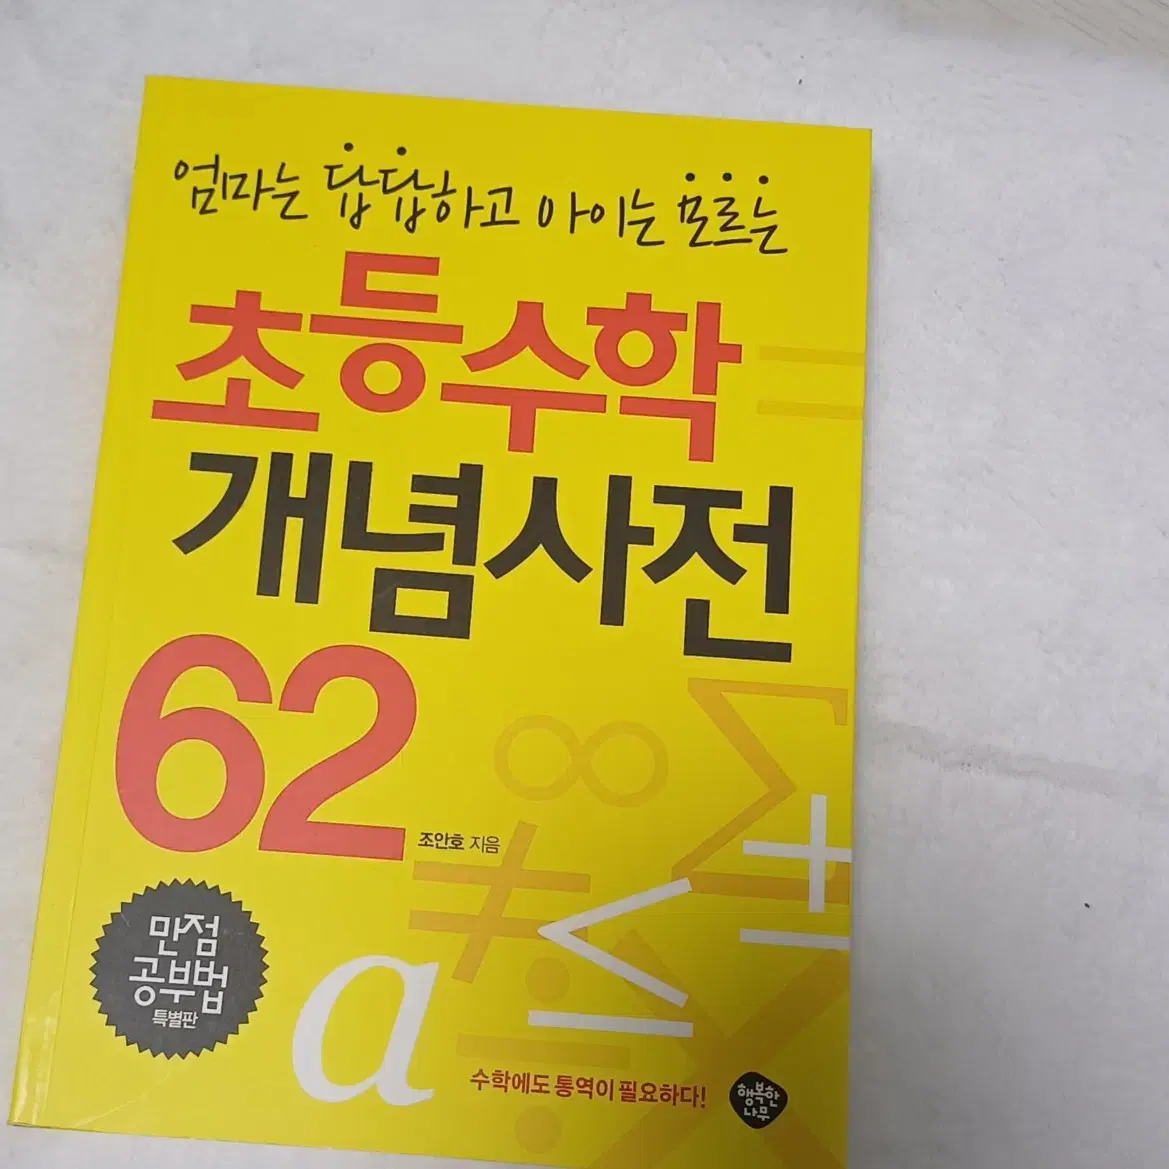 엄마는 답답하고 아이는 모르는
초등수학
개념사전
62
조안호 지음
만점
공부법
특별판
수학에도 통역이 필요하다!
행복한
나무